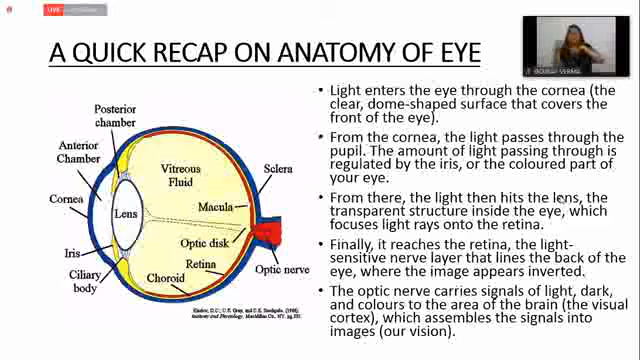 LIVE
A QUICK RECAP ON ANATOMY OF EYE
Posterior
chamber
Anterior
Chamber
Cornea
Iris
Ciliary
body
Lens
Vitreous
Fluid
Macula
Optic disk
Retina
Choroid
Sclera
Optic nerve
• Light enters the eye through the cornea (the
clear, dome-shaped surface that covers the
front of the eye).
• From the cornea, the light passes through the
pupil. The amount of light passing through is
regulated by the iris, or the coloured part of
your eye.
• From there, the light then hits the lens, the
transparent structure inside the eye, which
focuses light rays onto the retina.
• Finally, it reaches the retina, the light-
sensitive nerve layer that lines the back of the
eye, where the image appears inverted.
• The optic nerve carries signals of light, dark,
and colours to the area of the brain (the visual
cortex), which assembles the signals into
images (our vision).